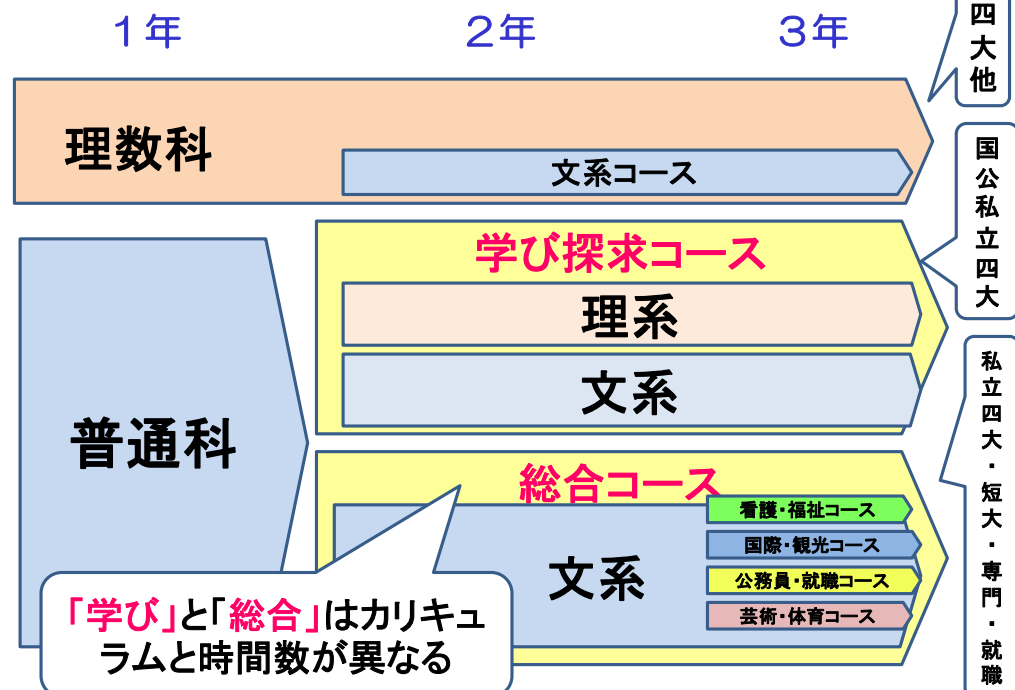 1年
2年
3年
四大他
理数科
文系コース
国公私立四大
学び探求コース
理系
文系
普通科
私立四大・短大・専門・就職
総合コース
看護・福祉コース
国際・観光コース
文系
公務員・就職コース
芸術・体育コース
「学び」と「総合」はカリキュ
ラムと時間数が異なる